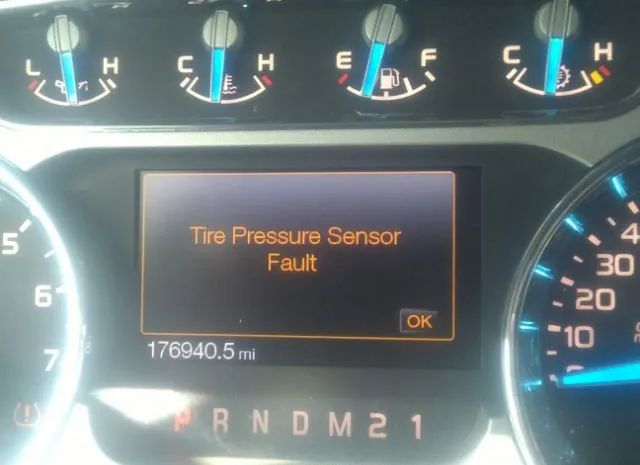 L H C H E F C H
Tire Pressure Sensor
Fault
OK
176940.5 mi
5
6
7
40
30
20
10
P R N D M 2 1